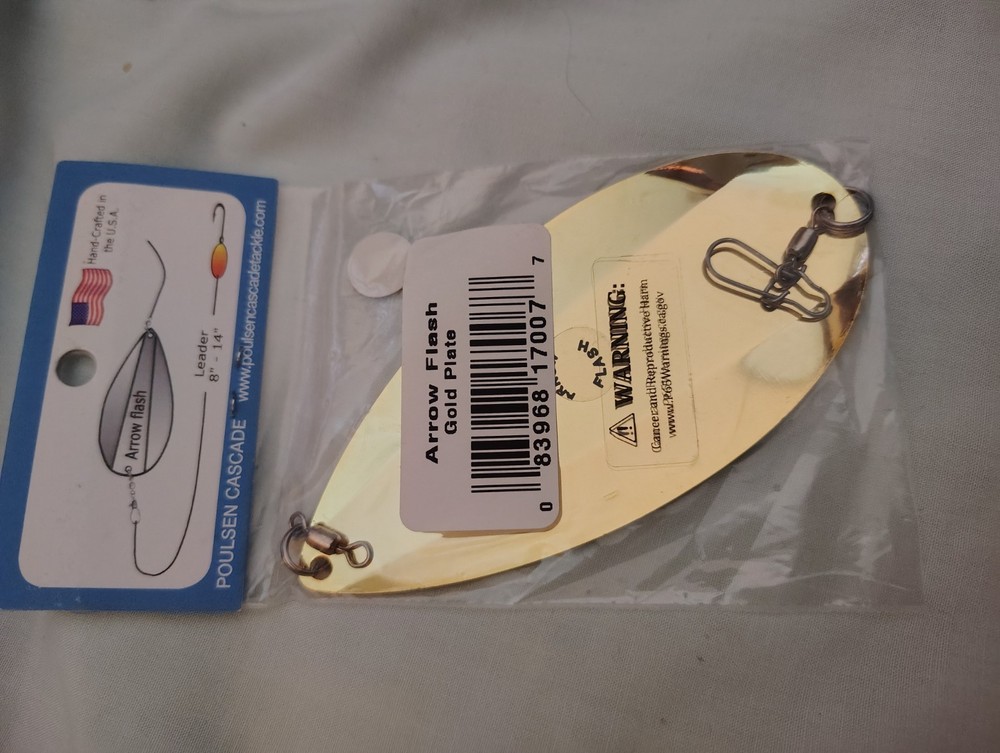 Hand-Crafted in
the U.S.A.
Arrow flash
Leader
8" - 14"
POULSEN CASCADE
www.poulsencascadetackle.com
Arrow Flash
Gold Plate
0 83968 17007 7
FLASH
WARNING:
Cancer and Reproductive Harm
www.P65Warnings.ca.gov